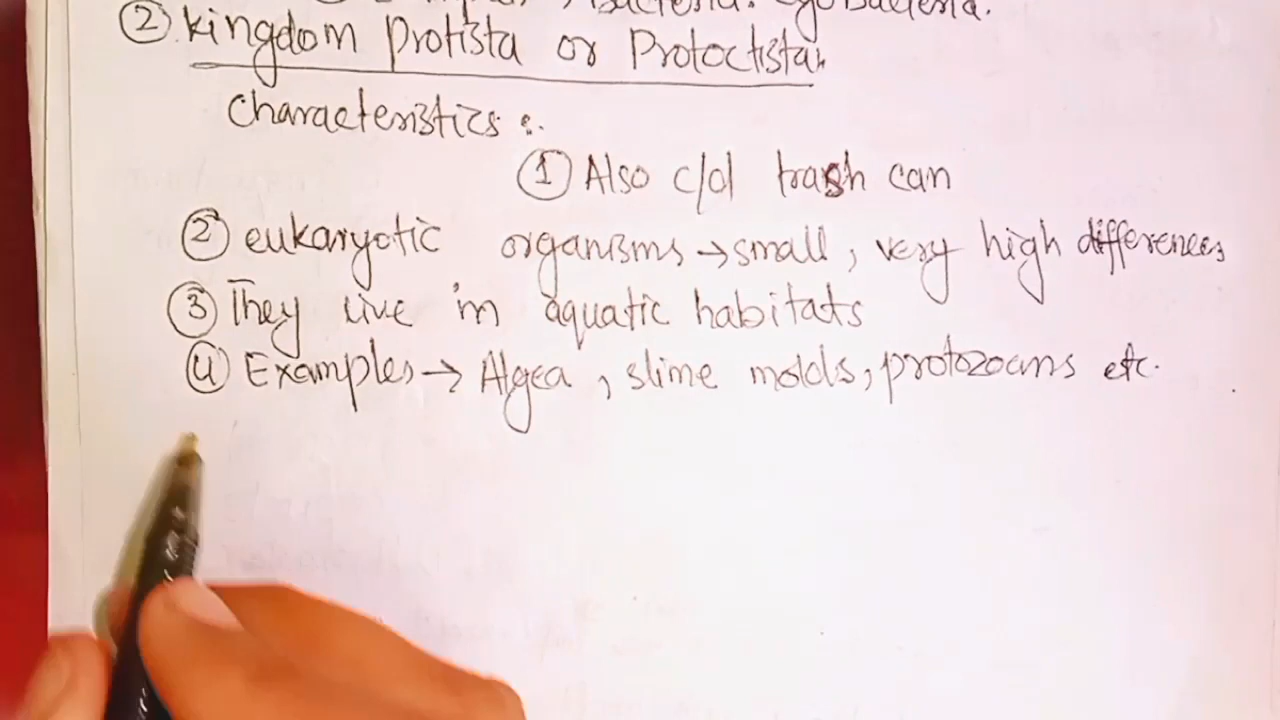 Bacteria.
② kingdom Protista or Protoctista,
Characteristics :.
① Also c/d trash can
② eukaryotic organisms → small, very high differences
③ They live in aquatic habitats
④ Examples → Algea, slime molds, protozoans etc.